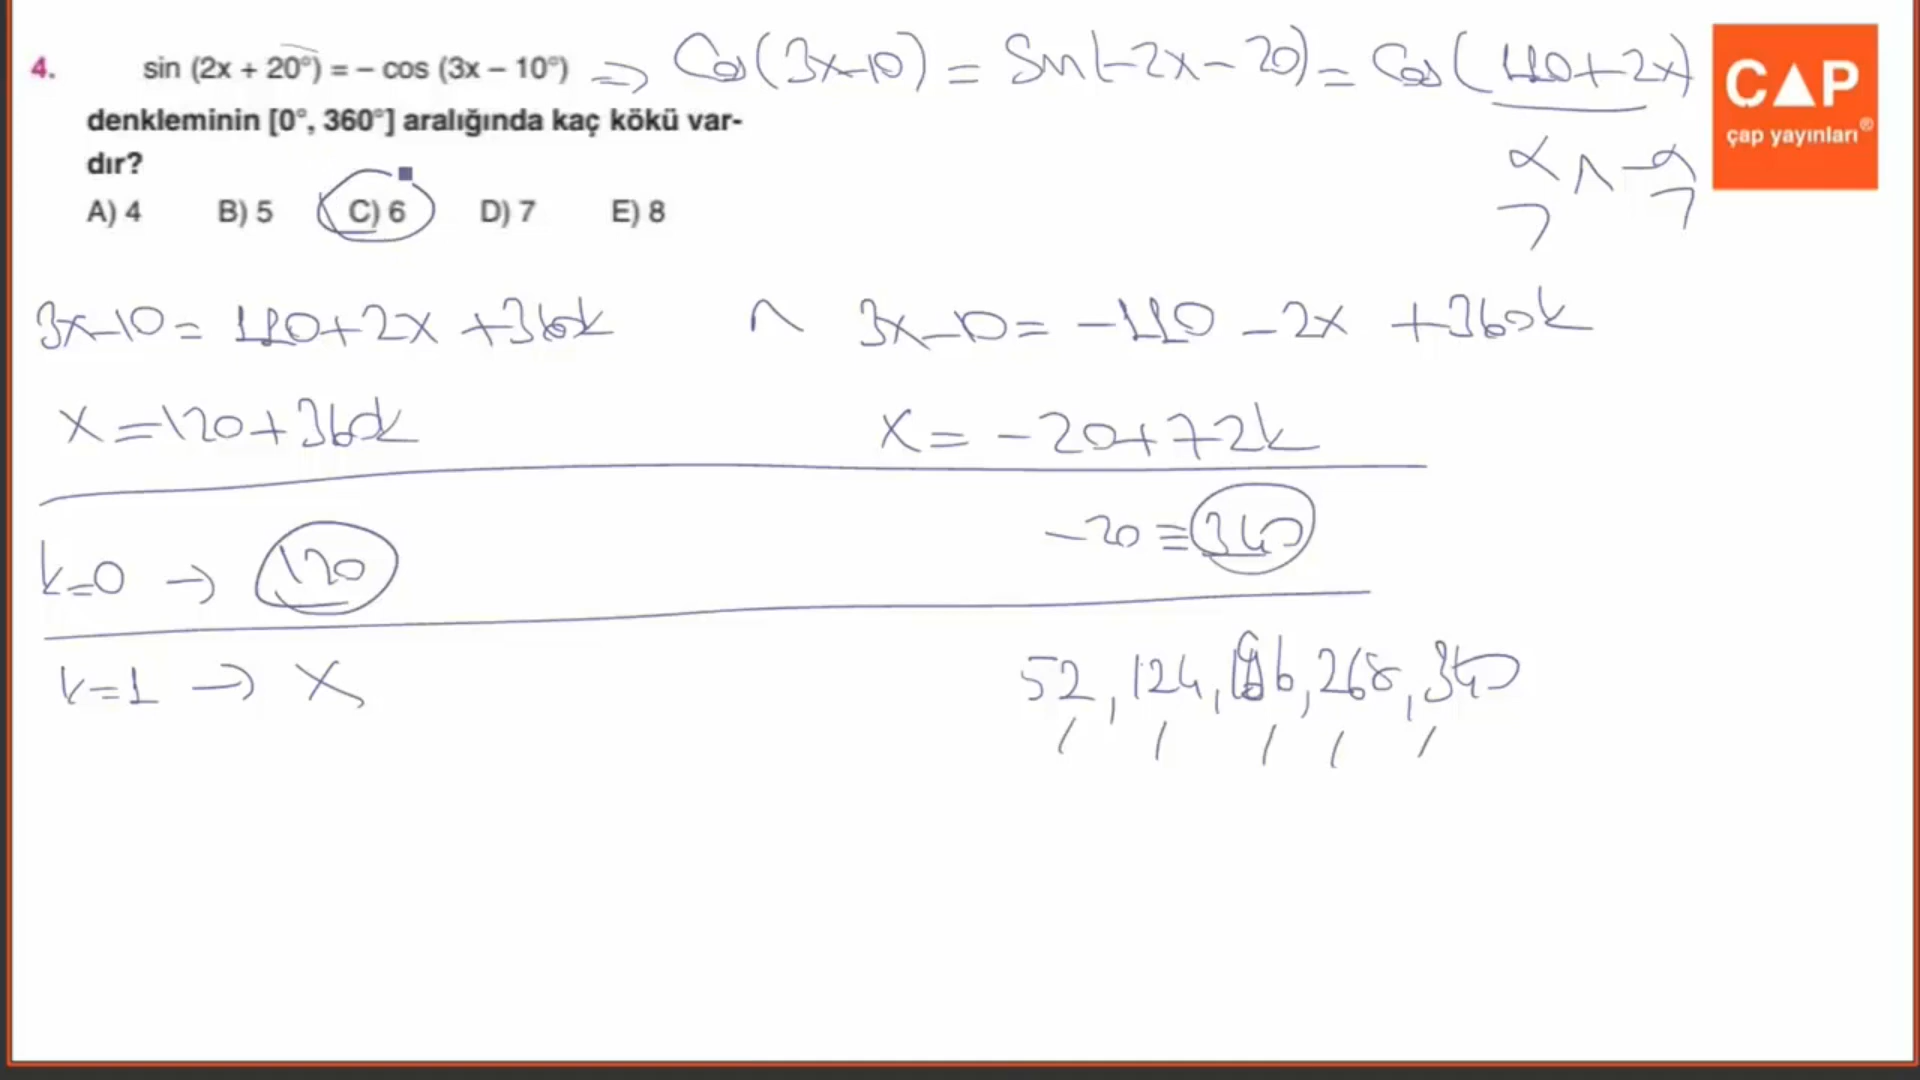 4. sin (2x + 20°) = – cos (3x – 10°) => Cos(3x-10) = Sin(-2x-20) = Cos(110+2x)
denkleminin [0°, 360°] aralığında kaç kökü var-
dır?
A) 4 B) 5 C) 6 D) 7 E) 8
CAP
çap yayınları®
α ∧ -α
3x-10 = 110+2x +360k ∧ 3x-10 = -110 -2x +360k
x=120+360k x = -20+72k
k=0 → 120 -20 ≡ 340
k=1 → X 52, 124, 196, 268, 340